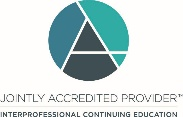 JOINTLY ACCREDITED PROVIDER™
INTERPROFESSIONAL CONTINUING EDUCATION